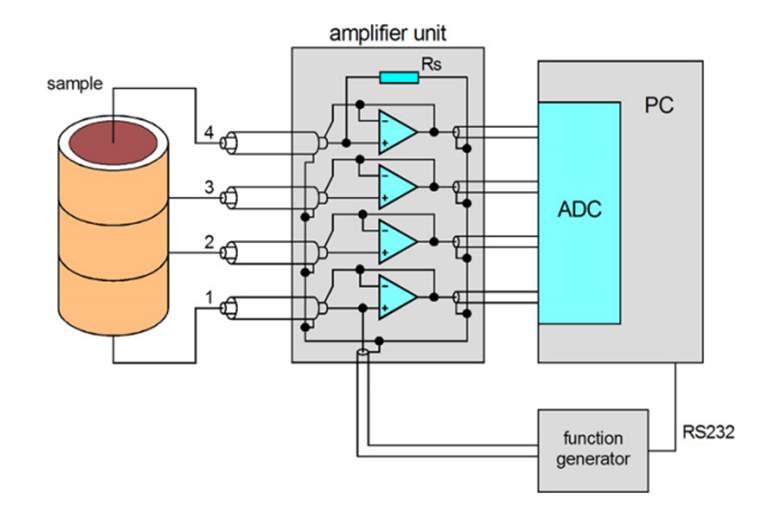 amplifier unit
sample
Rs
PC
4
-
+
3
-
+
ADC
2
-
+
1
-
+
RS232
function
generator